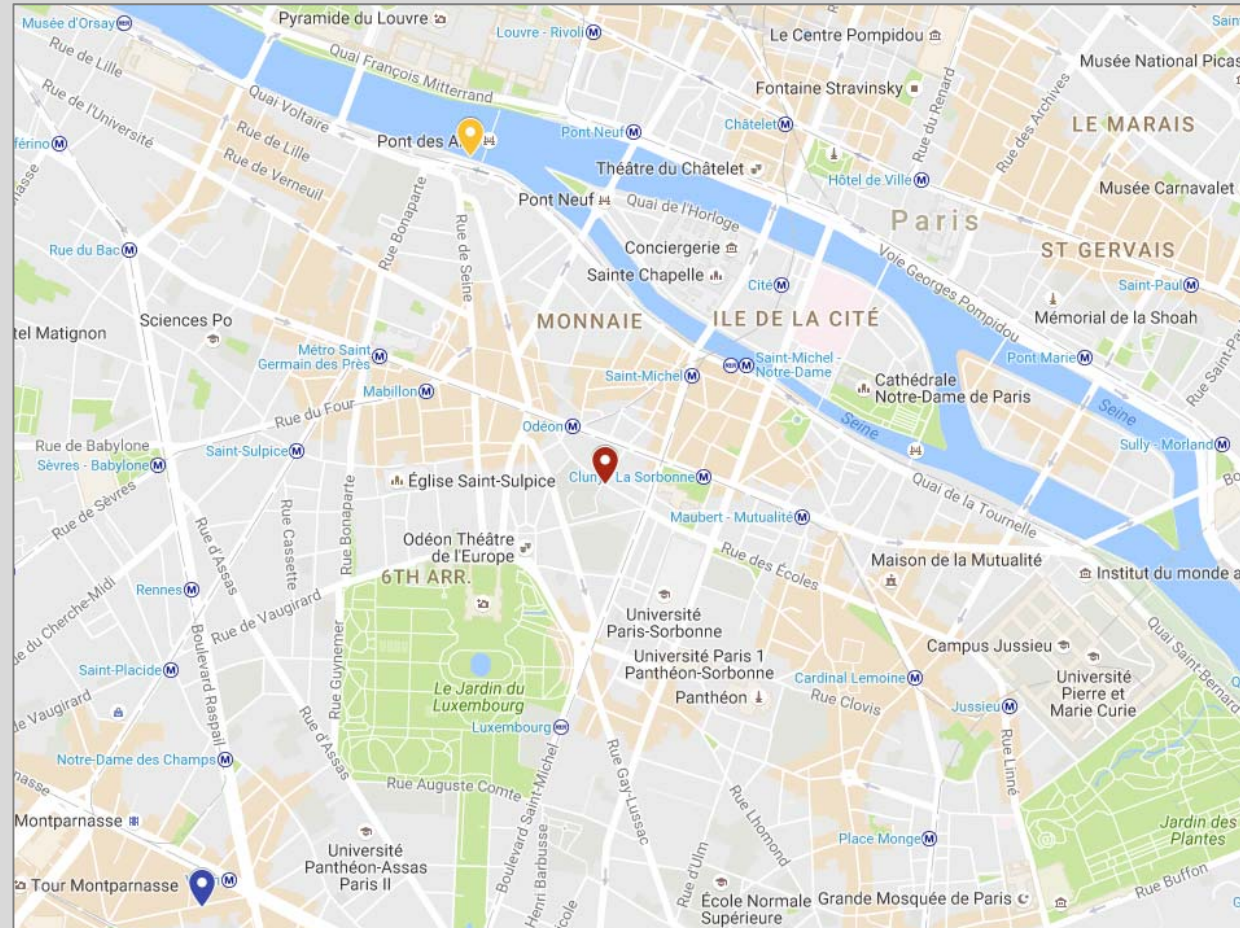 Musée d'Orsay
Pyramide du Louvre
Louvre - Rivoli
Le Centre Pompidou
Musée National
Rue de Lille
Quai François Mitterrand
Fontaine Stravinsky
Rue du Renard
Rue des Archives
Rue de l'Université
Quai Voltaire
Rue de Lille
Rue de Verneuil
Pont des
Pont Neuf
Châtelet
LE MARAIS
Théâtre du Châtelet
Hôtel de Ville
Musée Carnavalet
Rue Bonaparte
Rue de Seine
Pont Neuf
Quai de l'Horloge
Paris
Rue du Bac
Conciergerie
Sainte Chapelle
Cité
Voie Georges Pompidou
ST GERVAIS
Saint-Paul
Sciences Po
MONNAIE
ILE DE LA CITÉ
Mémorial de la Shoah
Matignon
Métro Saint
Germain des Prés
Saint-Michel -
Notre-Dame
Pont Marie
Mabillon
Saint-Michel
Cathédrale
Notre-Dame de Paris
Rue du Four
Odéon
Seine
Seine
Rue de Babylone
Sèvres - Babylone
Saint-Sulpice
Sully - Morland
Rue de Sèvres
Église Saint-Sulpice
La Sorbonne
Quai de la Tournelle
Rue d'Assas
Rue Cassette
Rue Bonaparte
Maubert - Mutualité
Odéon Théâtre
de l'Europe
Rue des Écoles
Maison de la Mutualité
6TH ARR.
Institut du monde
Rennes
Rue de Vaugirard
du Cherche-Midi
Université
Paris-Sorbonne
Quai Saint-Bernard
Boulevard Raspail
Rue Guynemer
Campus Jussieu
Saint-Placide
Université Paris 1
Panthéon-Sorbonne
Université
Pierre et
Marie Curie
Le Jardin du
Luxembourg
Panthéon
Cardinal Lemoine
Rue Clovis
Jussieu
Vaugirard
Luxembourg
Rue d'Assas
Rue Linné
Notre-Dame des Champs
Rue Auguste Comte
Boulevard Saint-Michel
Rue Gay-Lussac
Rue Lhomond
Montparnasse
Place Monge
Jardin des
Plantes
Université
Panthéon-Assas
Paris II
Henri Barbusse
Rue d'Ulm
Tour Montparnasse
École Normale
Supérieure
Grande Mosquée de Paris
Rue Buffon